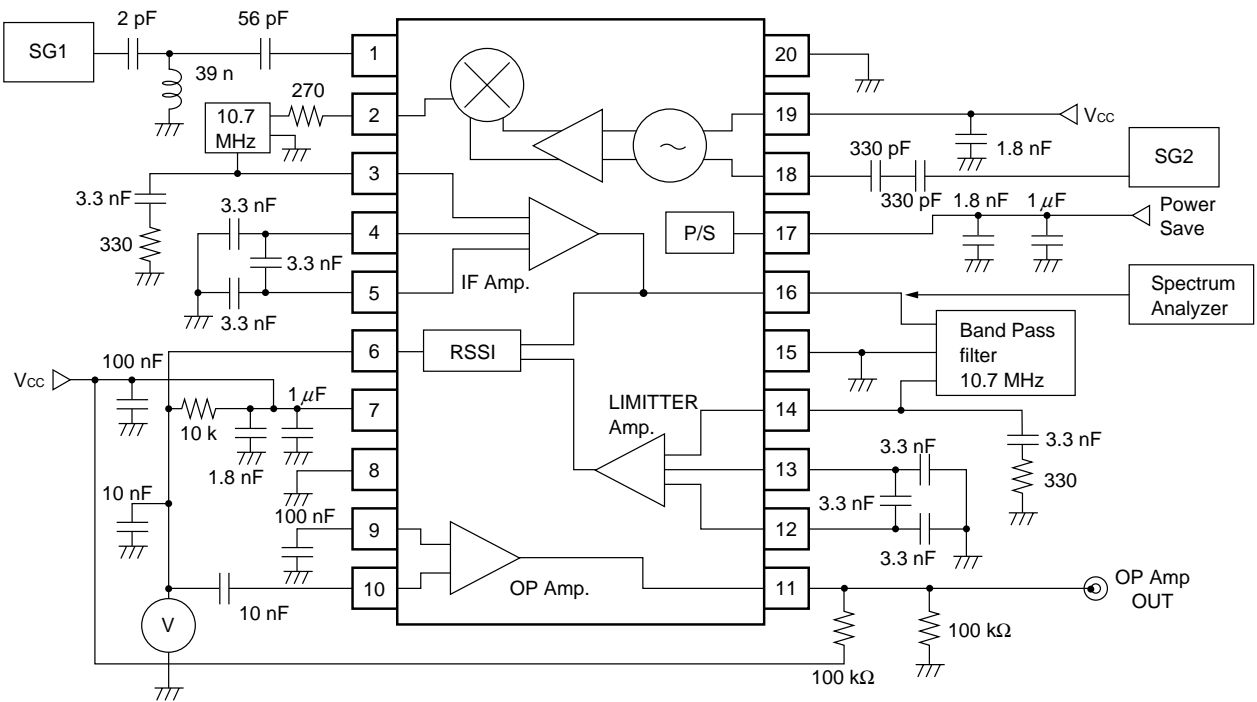 SG1
2 pF
56 pF
39 n
10.7
MHz
270
3.3 nF
330
3.3 nF
3.3 nF
3.3 nF
VCC
100 nF
10 k
1 μF
1.8 nF
10 nF
100 nF
10 nF
V
1
2
3
4
5
6
7
8
9
10
~
IF Amp.
P/S
RSSI
LIMITTER
Amp.
OP Amp.
20
19
18
17
16
15
14
13
12
11
VCC
1.8 nF
330 pF
330 pF
SG2
1.8 nF
1 μF
Power
Save
Spectrum
Analyzer
Band Pass
filter
10.7 MHz
3.3 nF
330
3.3 nF
3.3 nF
3.3 nF
OP Amp
OUT
100 kΩ
100 kΩ